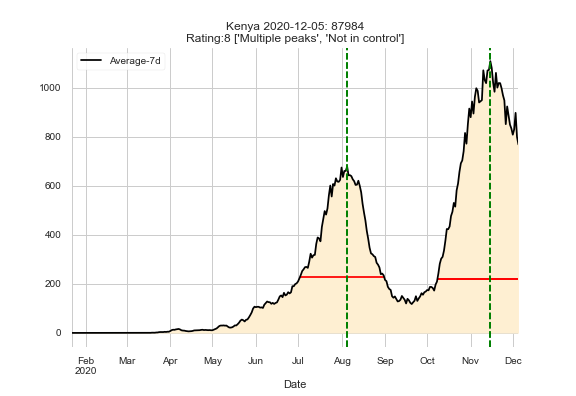 Kenya 2020-12-05: 87984
Rating:8 ['Multiple peaks', 'Not in control']
Average-7d
1000
800
600
400
200
0
Feb Mar Apr May Jun Jul Aug Sep Oct Nov Dec
2020
Date